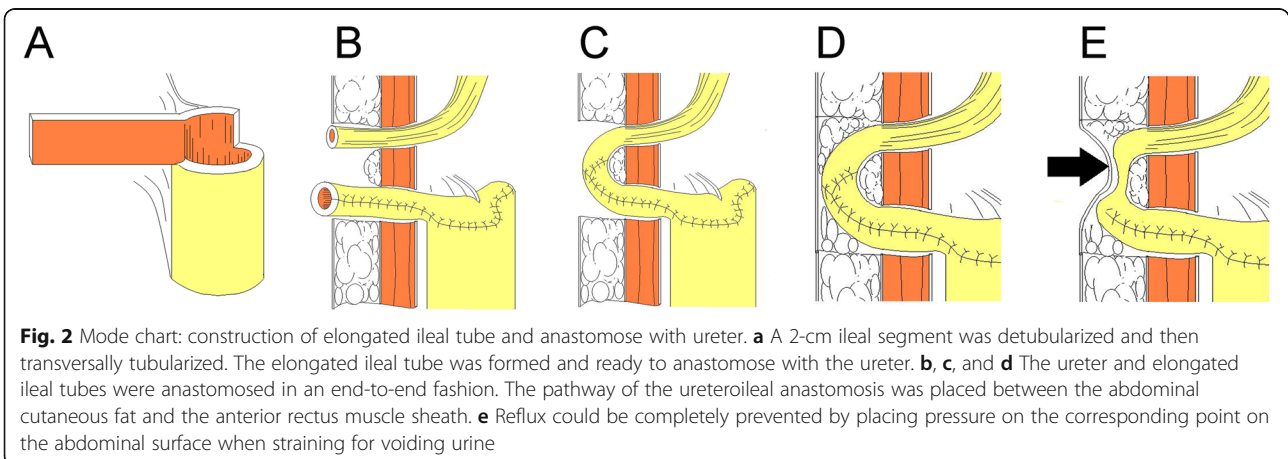 A B C D E
Fig. 2 Mode chart: construction of elongated ileal tube and anastomose with ureter. a A 2-cm ileal segment was detubularized and then
transversally tubularized. The elongated ileal tube was formed and ready to anastomose with the ureter. b, c, and d The ureter and elongated
ileal tubes were anastomosed in an end-to-end fashion. The pathway of the ureteroileal anastomosis was placed between the abdominal
cutaneous fat and the anterior rectus muscle sheath. e Reflux could be completely prevented by placing pressure on the corresponding point on
the abdominal surface when straining for voiding urine